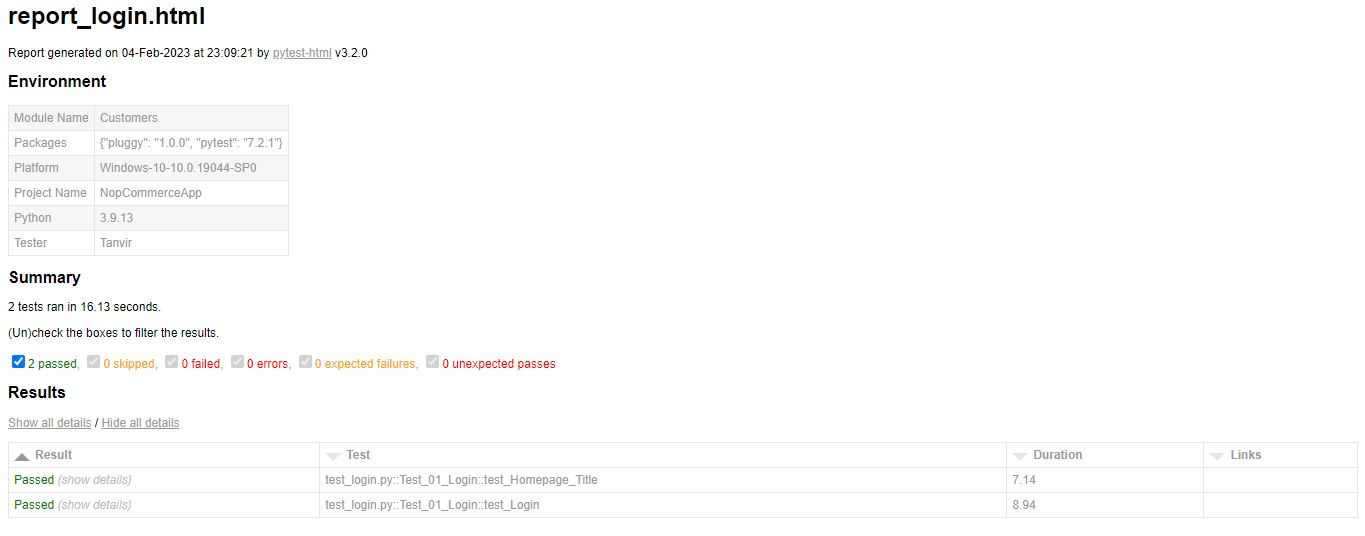 report_login.html
Report generated on 04-Feb-2023 at 23:09:21 by pytest-html v3.2.0
Environment
Module Name Customers
Packages {"pluggy": "1.0.0", "pytest": "7.2.1"}
Platform Windows-10-10.0.19044-SP0
Project Name NopCommerceApp
Python 3.9.13
Tester Tanvir
Summary
2 tests ran in 16.13 seconds.
(Un)check the boxes to filter the results.
2 passed, 0 skipped, 0 failed, 0 errors, 0 expected failures, 0 unexpected passes
Results
Show all details / Hide all details
Result Test Duration Links
Passed (show details) test_login.py::Test_01_Login::test_Homepage_Title 7.14
Passed (show details) test_login.py::Test_01_Login::test_Login 8.94